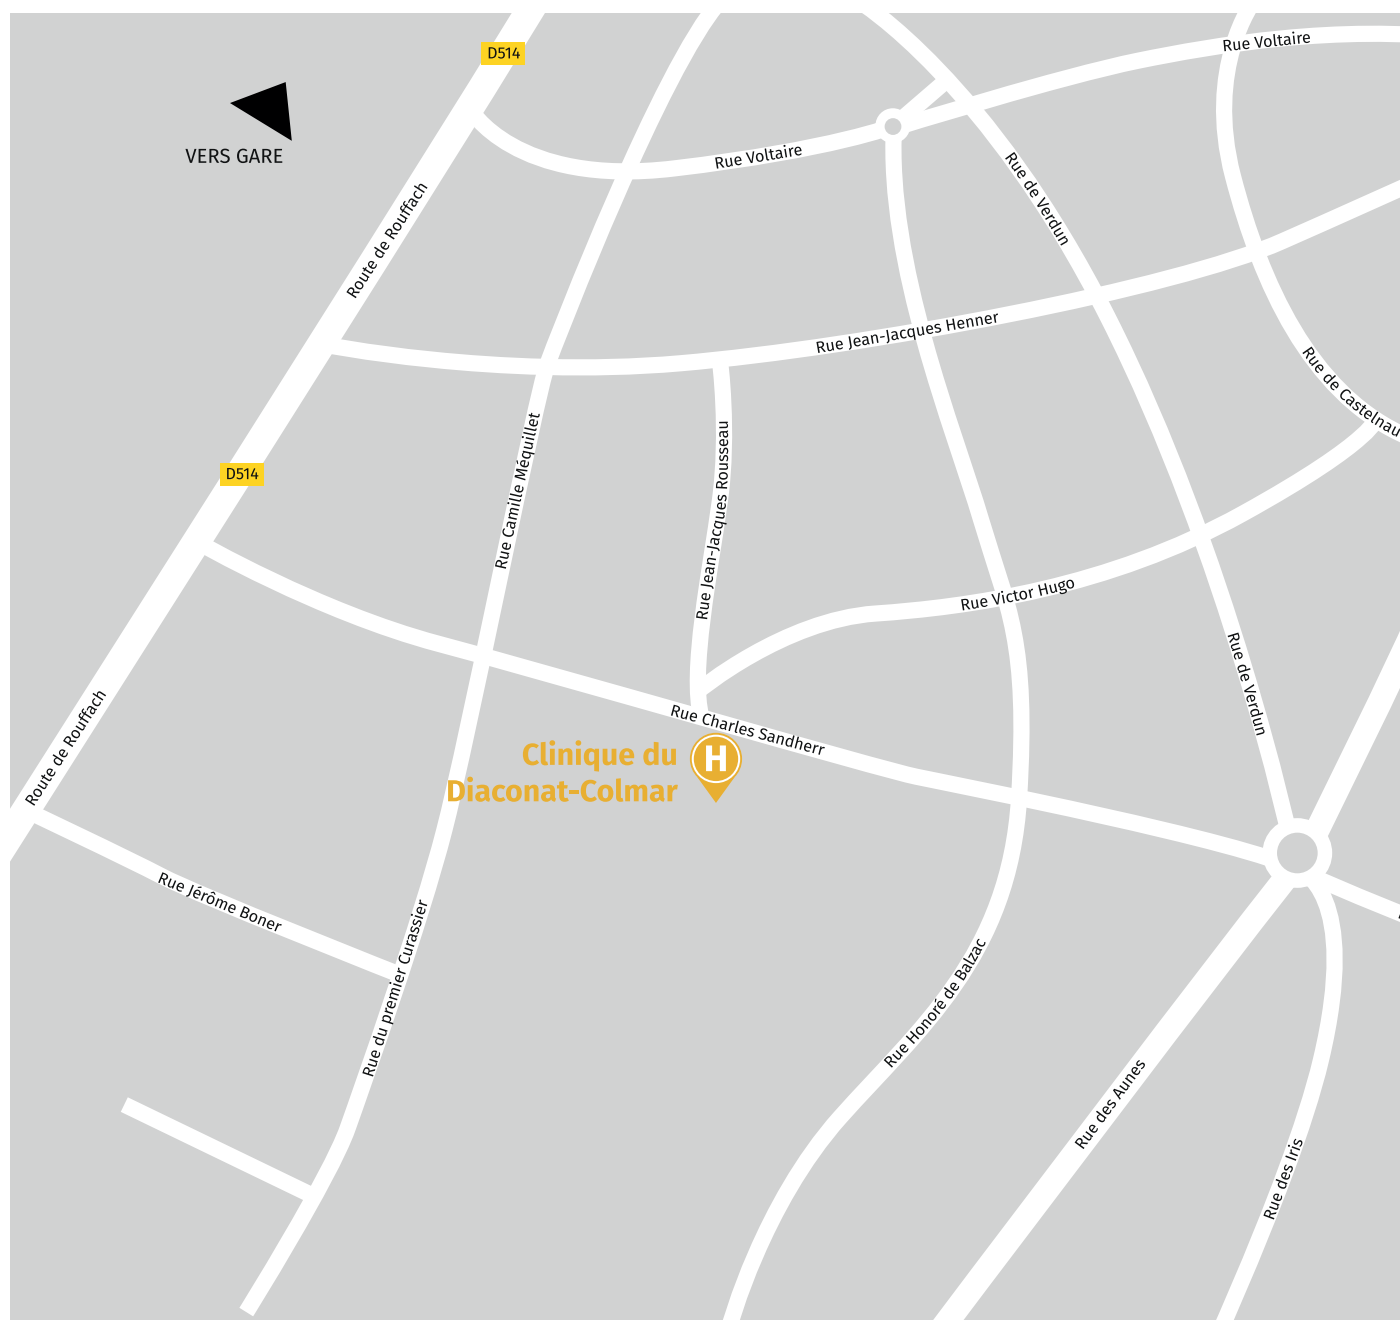 Rue Voltaire
D514
VERS GARE
Rue Voltaire
Rue de Verdun
Route de Rouffach
Rue Jean-Jacques Henner
Rue de Castelnau
Rue Camille Méquillet
Rue Jean-Jacques Rousseau
D514
Rue Victor Hugo
Rue de Verdun
Route de Rouffach
Rue Charles Sandherr
H
Clinique du
Diaconat-Colmar
Rue Jérôme Boner
Rue du premier Curassier
Rue Honoré de Balzac
Rue des Aunes
Rue des Iris